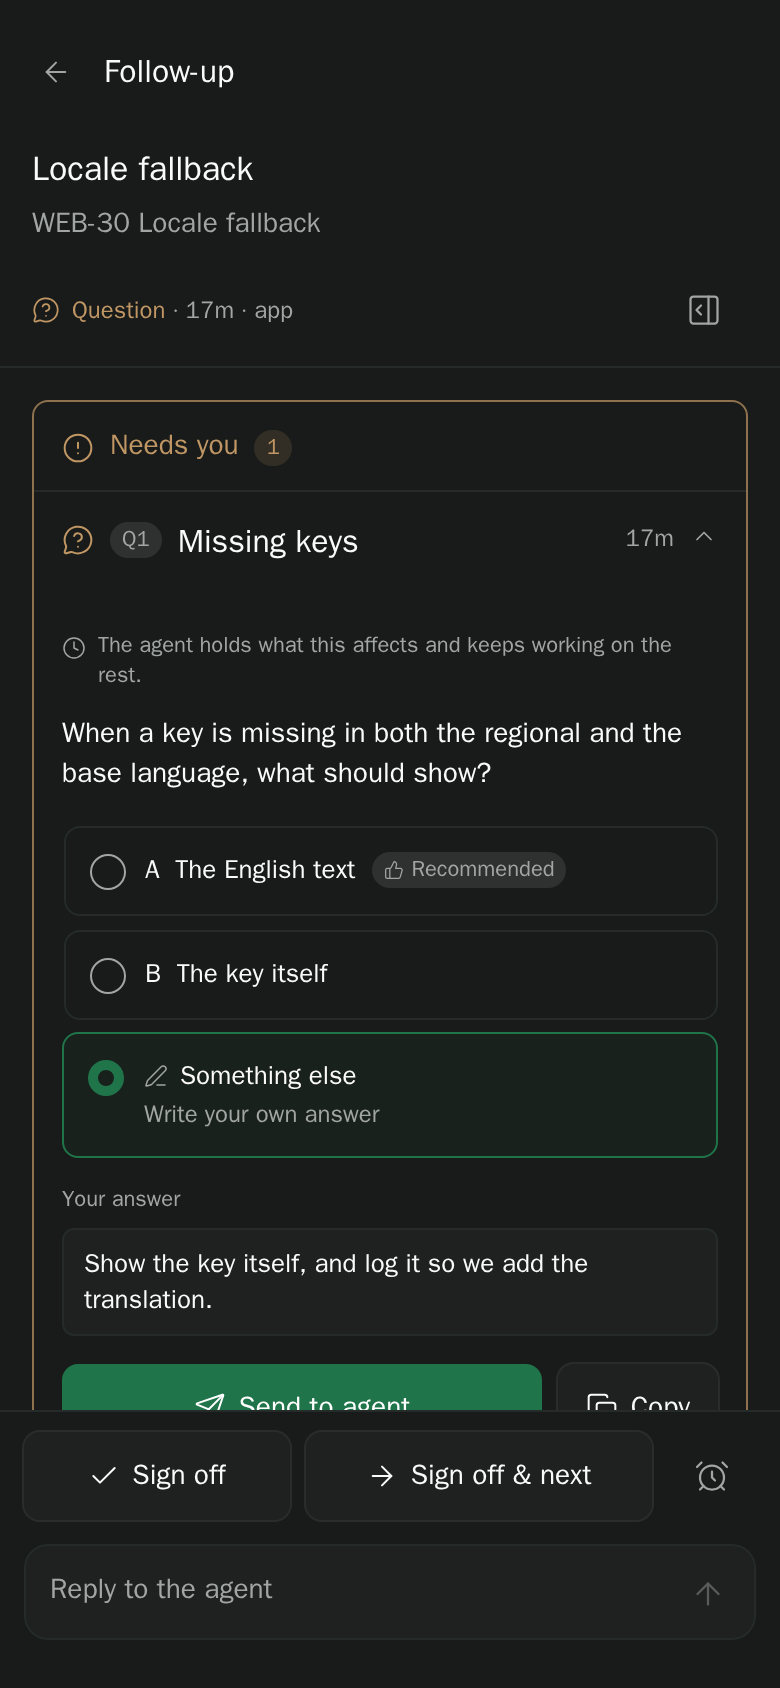 Follow-up
Locale fallback
WEB-30 Locale fallback
Question · 17m · app
Needs you 1
Q1 Missing keys 17m
The agent holds what this affects and keeps working on the
rest.
When a key is missing in both the regional and the
base language, what should show?
A The English text Recommended
B The key itself
Something else
Write your own answer
Your answer
Show the key itself, and log it so we add the
translation.
Send to agent Copy
Sign off Sign off & next
Reply to the agent